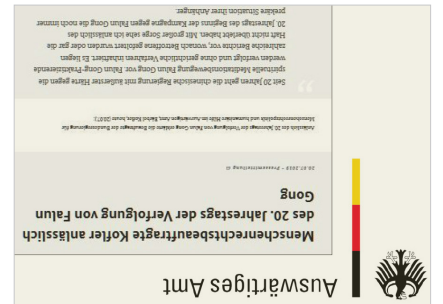 Auswärtiges Amt
Menschenrechtsbeauftragte Kofler anlässlich
des 20. Jahrestags der Verfolgung von Falun
Gong
20.07.2019 – Pressemitteilung
Anlässlich des 20. Jahrestags der Verfolgung von Falun Gong erklärte die Beauftragte der Bundesregierung für
Menschenrechtspolitik und humanitäre Hilfe im Auswärtigen Amt, Bärbel Kofler, heute (20.07.):
Seit 20 Jahren geht die chinesische Regierung mit äußerster Härte gegen die
spirituelle Meditationsbewegung Falun Gong vor. Falun Gong-Praktizierende
werden verfolgt und ohne gerichtliche Verfahren inhaftiert. Es liegen
zahlreiche Berichte vor, wonach Betroffene gefoltert wurden oder gar die
Haft nicht überlebt haben. Mit großer Sorge sehe ich anlässlich des
20. Jahrestags des Beginns der Kampagne gegen Falun Gong die noch immer
prekäre Situation ihrer Anhänger.